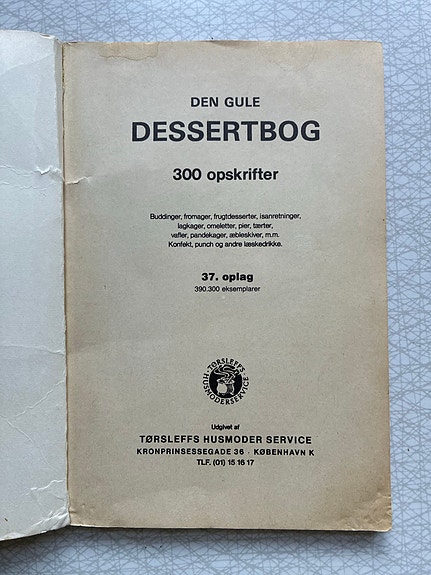 DEN GULE
DESSERTBOG
300 opskrifter
Buddinger, fromager, frugtdesserter, isanretninger,
lagkager, omeletter, pier, tærter,
vafler, pandekager, æbleskiver, m.m.
Konfekt, punch og andre læskedrikke.
37. oplag
390.300 eksemplarer
TØRSLEFFS
HUSMODERSERVICE
Udgivet af
TØRSLEFFS HUSMODER SERVICE
KRONPRINSESSEGADE 36 · KØBENHAVN K
TLF. (01) 15 16 17